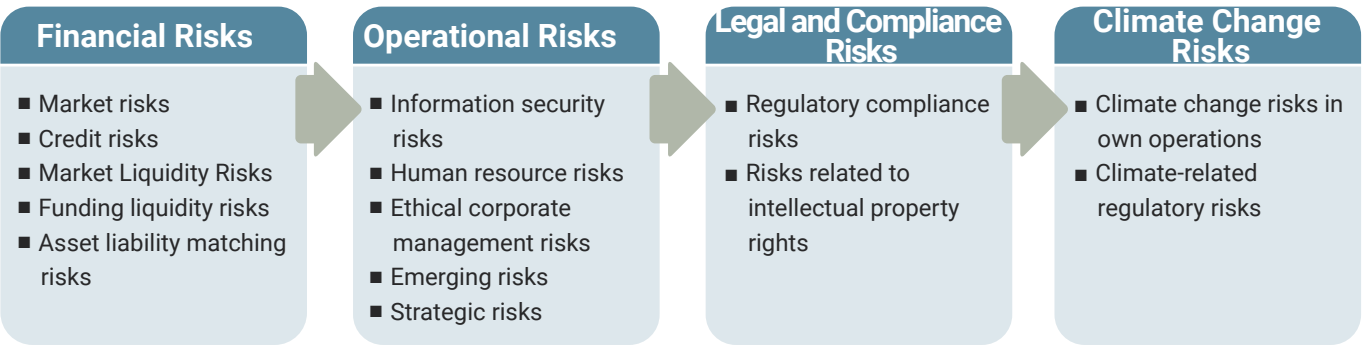 Financial Risks
■ Market risks
■ Credit risks
■ Market Liquidity Risks
■ Funding liquidity risks
■ Asset liability matching
risks
Operational Risks
■ Information security
risks
■ Human resource risks
■ Ethical corporate
management risks
■ Emerging risks
■ Strategic risks
Legal and Compliance
Risks
■ Regulatory compliance
risks
■ Risks related to
intellectual property
rights
Climate Change
Risks
■ Climate change risks in
own operations
■ Climate-related
regulatory risks